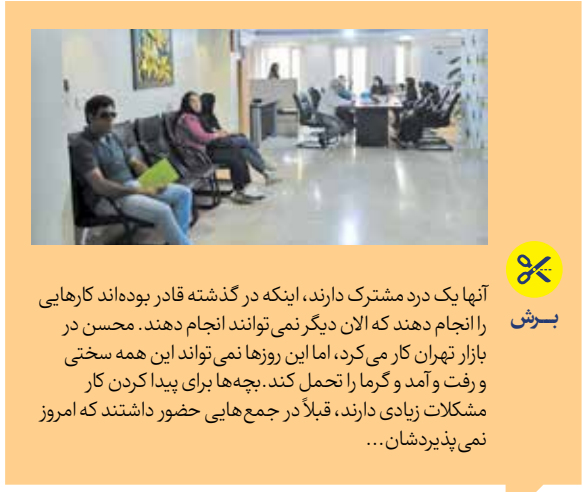 آنها یک درد مشترک دارند، اینکه در گذشته قادر بوده‌اند کارهایی
را انجام دهند که الان دیگر نمی‌توانند انجام دهند. محسن در
بازار تهران کار می‌کرد، اما این روزها نمی‌تواند این همه سختی
و رفت و آمد و گرما را تحمل کند.بچه‌ها برای پیدا کردن کار
مشکلات زیادی دارند، قبلاً در جمع‌هایی حضور داشتند که امروز
نمی‌پذیردشان...
بــرش